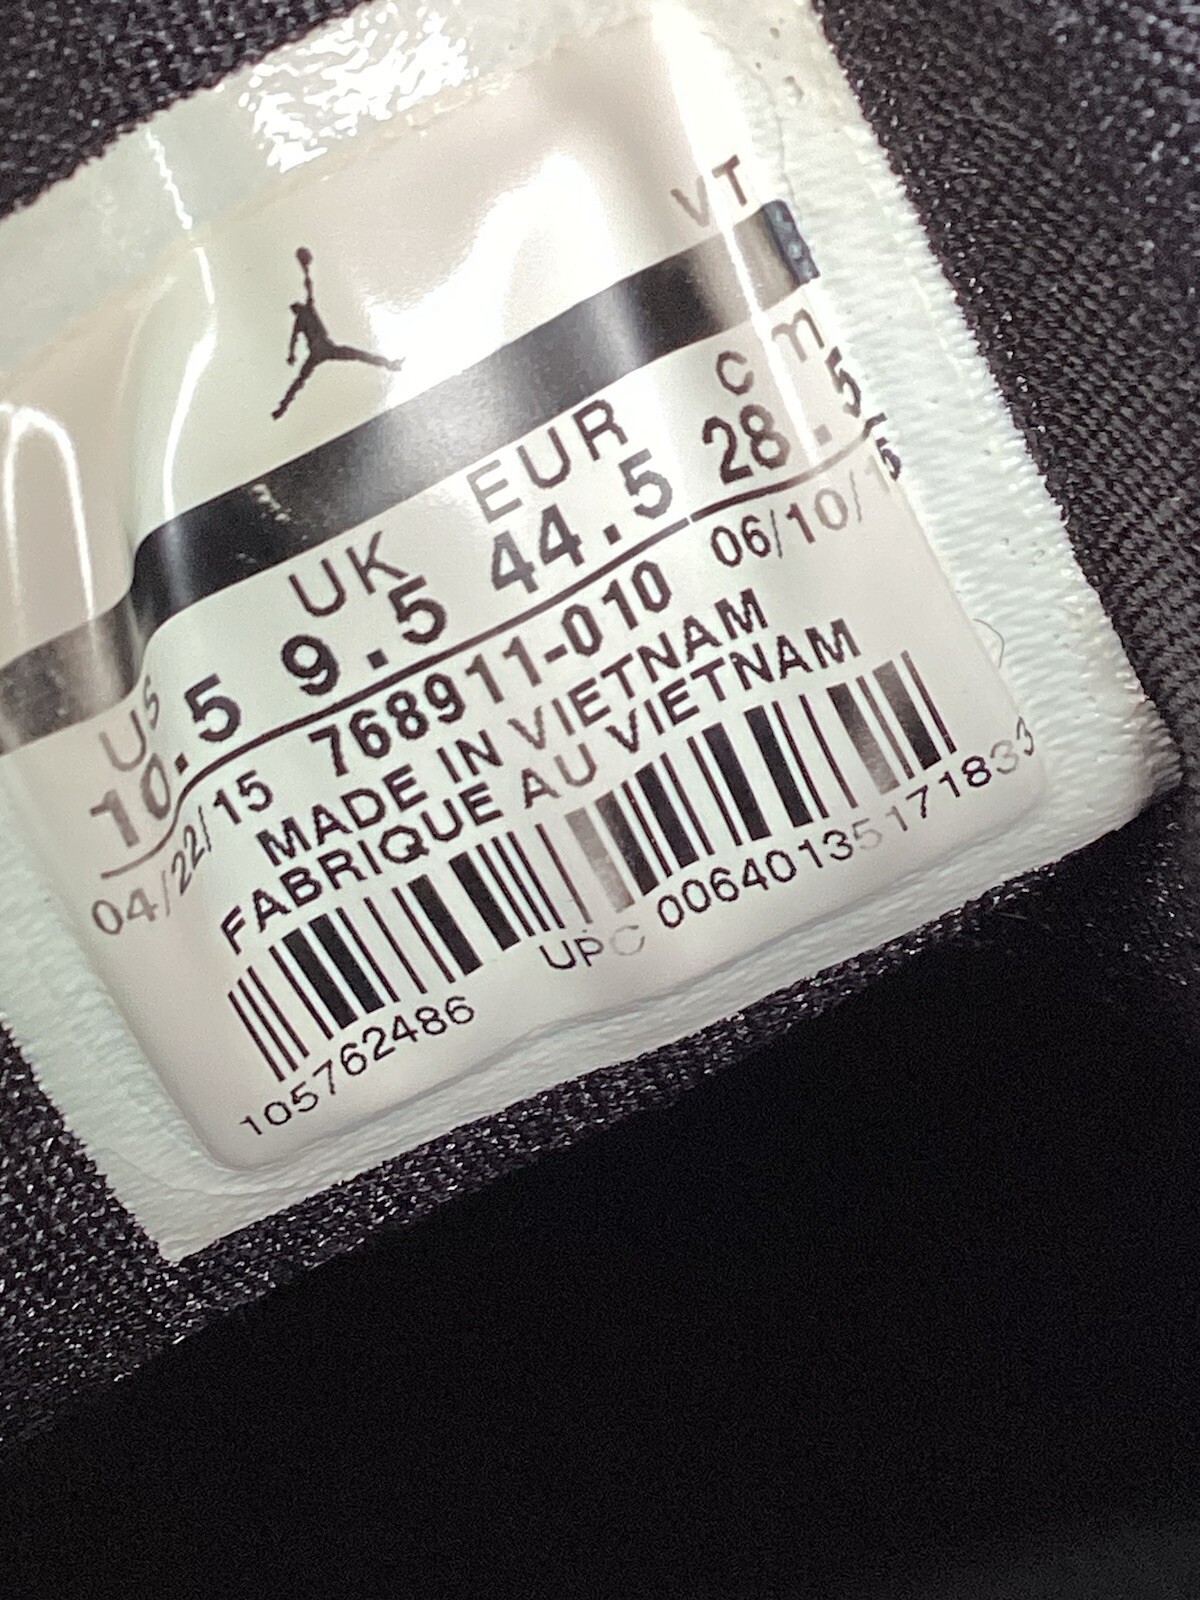 VT
US UK EUR cm
10.5 9.5 44.5 28.5
04/22/15 768911-010 06/10/15
MADE IN VIETNAM
FABRIQUE AU VIETNAM
105762486 UPC 00640135171833